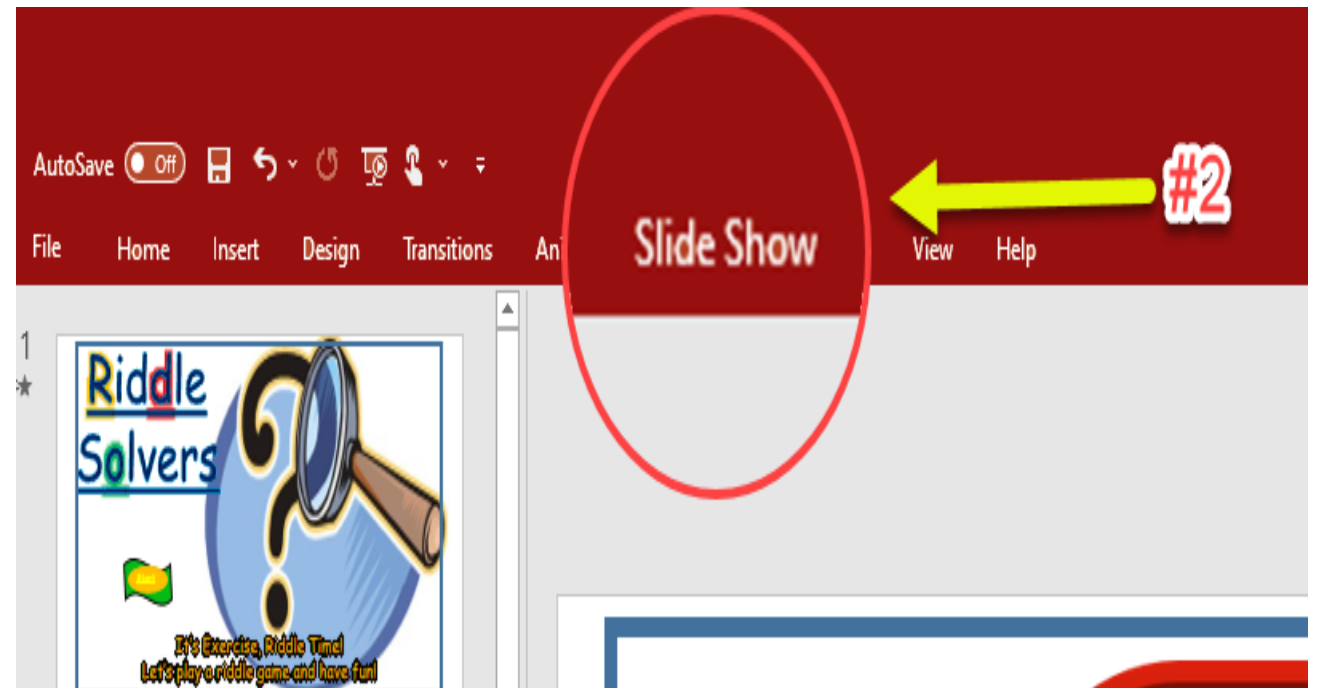 AutoSave Off
#2
File Home Insert Design Transitions Ani Slide Show View Help
1
Riddle
Solvers
It's Exercise, Riddle Time!
Let's play a riddle game and have fun!